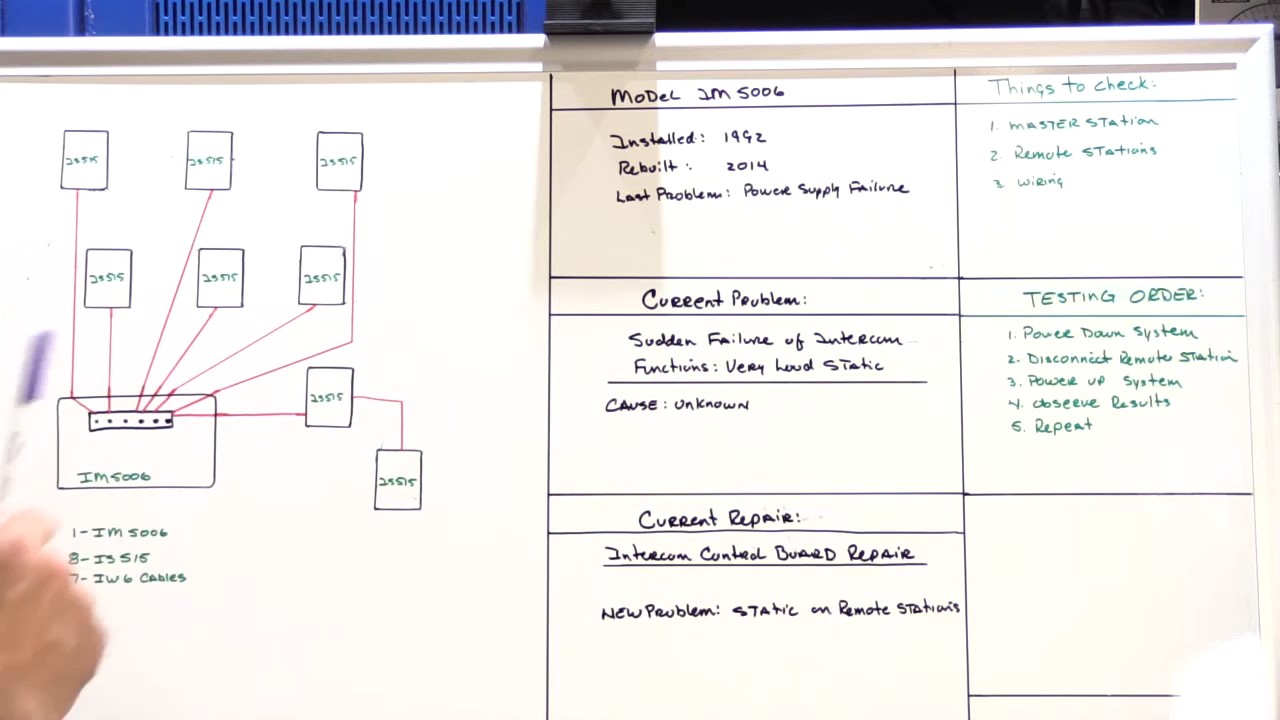 IS515
IS515
IS515
IS515
IS515
IS515
IS515
IS515
IM5006
1-IM 5006
8-IS 515
7-IW6 Cables
MODEL IM 5006
Installed: 1992
Rebuilt: 2014
Last Problem: Power Supply Failure
Current Problem:
Sudden Failure of Intercom
Functions: Very Loud Static
CAUSE: UNKNOWN
Current Repair:
Intercom Control BOARD Repair
NEW Problem: STATIC on Remote STATIONS
Things to check:
1. MASTER STATION
2. Remote STATIONS
3. WIRING
TESTING ORDER:
1. Power Down System
2. Disconnect Remote STATION
3. Power up System
4. Observe Results
5. Repeat